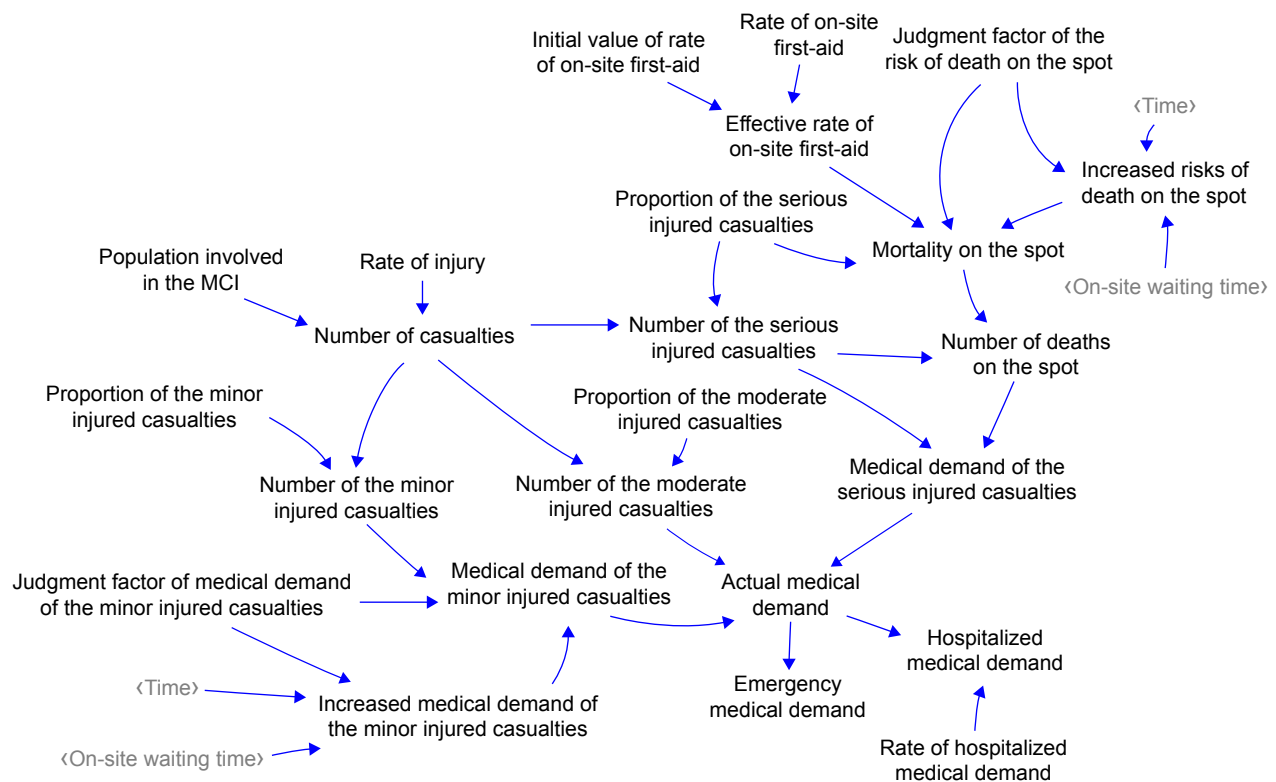 Initial value of rate
of on-site first-aid
Rate of on-site
first-aid
Judgment factor of the
risk of death on the spot
‹Time›
Effective rate of
on-site first-aid
Increased risks of
death on the spot
Proportion of the serious
injured casualties
Mortality on the spot
‹On-site waiting time›
Population involved
in the MCI
Rate of injury
Number of casualties
Number of the serious
injured casualties
Number of deaths
on the spot
Proportion of the minor
injured casualties
Proportion of the moderate
injured casualties
Number of the minor
injured casualties
Number of the moderate
injured casualties
Medical demand of the
serious injured casualties
Judgment factor of medical demand
of the minor injured casualties
Medical demand of the
minor injured casualties
Actual medical
demand
Hospitalized
medical demand
‹Time›
Increased medical demand of
the minor injured casualties
Emergency
medical demand
‹On-site waiting time›
Rate of hospitalized
medical demand